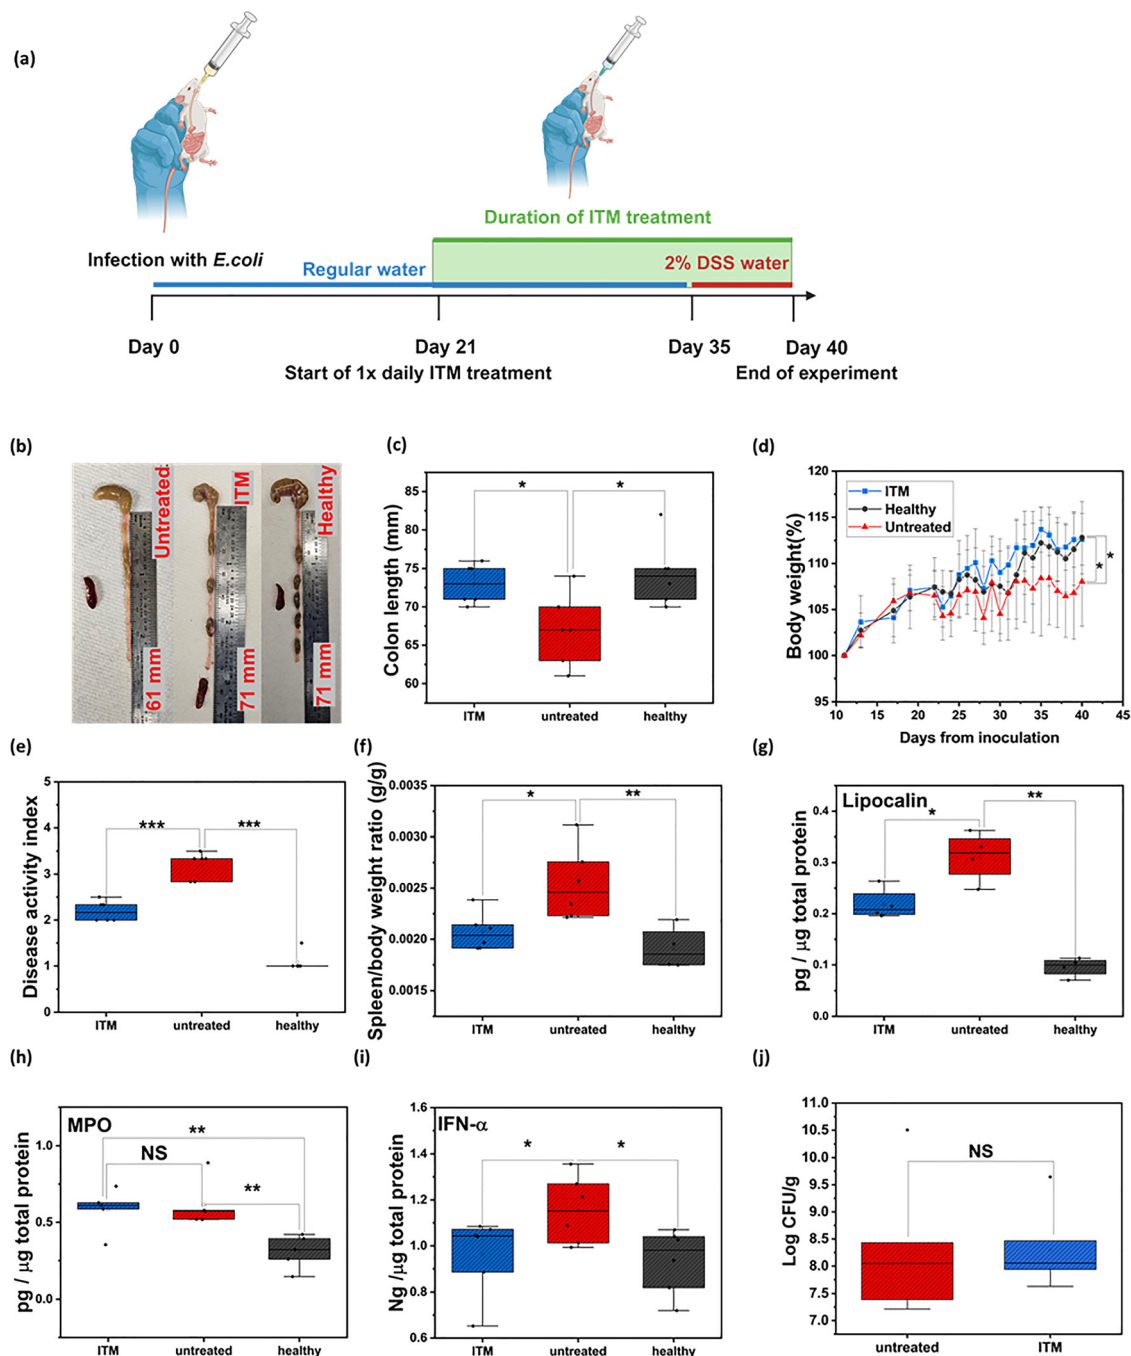 (a)
Duration of ITM treatment
Infection with E.coli
Regular water
2% DSS water
Day 0
Day 21
Day 35
Day 40
Start of 1x daily ITM treatment
End of experiment
(b)
Untreated
ITM
Healthy
61 mm
71 mm
71 mm
(c)
Colon length (mm)
85
80
75
70
65
60
*
*
ITM
untreated
healthy
(d)
Body weight(%)
120
115
110
105
100
95
ITM
Healthy
Untreated
*
*
10
15
20
25
30
35
40
45
Days from inoculation
(e)
Disease activity index
5
4
3
2
1
0
***
***
ITM
untreated
healthy
(f)
Spleen/body weight ratio (g/g)
0.0035
0.0030
0.0025
0.0020
0.0015
*
**
ITM
untreated
healthy
(g)
Lipocalin
pg / µg total protein
0.4
0.3
0.2
0.1
0.0
*
**
ITM
untreated
healthy
(h)
MPO
pg / µg total protein
1.0
0.5
0.0
**
NS
**
ITM
untreated
healthy
(i)
IFN-α
Ng /µg total protein
1.6
1.4
1.2
1.0
0.8
0.6
*
*
ITM
untreated
healthy
(j)
Log CFU/g
11.0
10.5
10.0
9.5
9.0
8.5
8.0
7.5
7.0
NS
untreated
ITM